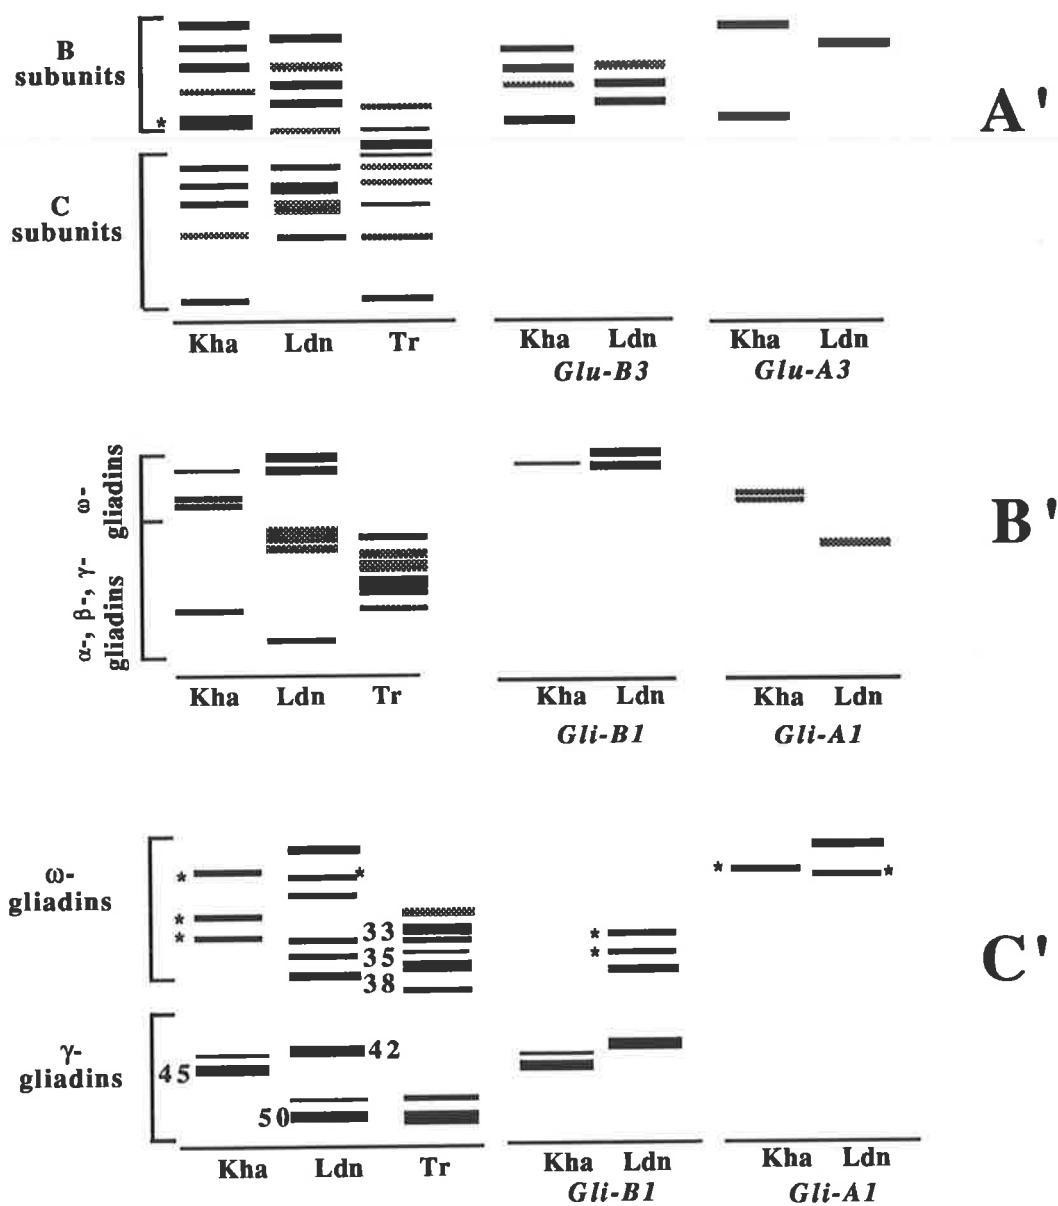 B
subunits
*
C
subunits
Kha Ldn Tr
Kha Ldn
Glu-B3
Kha Ldn
Glu-A3
A'
ω-
gliadins
α-, β-, γ-
gliadins
Kha Ldn Tr
Kha Ldn
Gli-B1
Kha Ldn
Gli-A1
B'
ω-
gliadins
* *
*
*
33
35
38
* *
*
*
C'
γ-
gliadins
45
42
50
Kha Ldn Tr
Kha Ldn
Gli-B1
Kha Ldn
Gli-A1